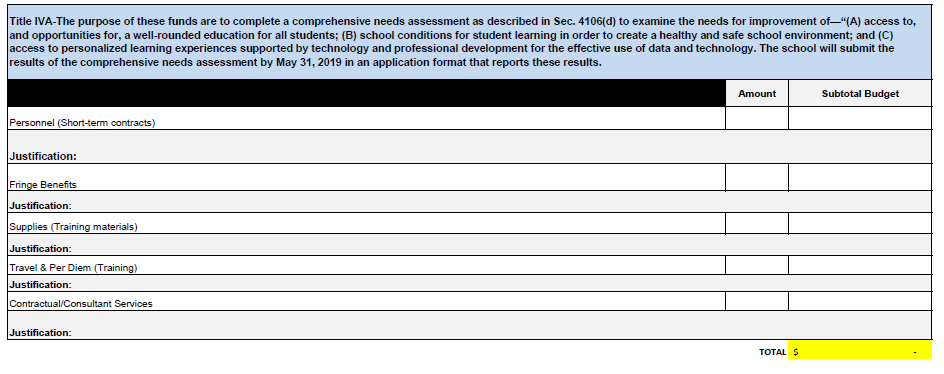 Title IVA-The purpose of these funds are to complete a comprehensive needs assessment as described in Sec. 4106(d) to examine the needs for improvement of—“(A) access to,
and opportunities for, a well-rounded education for all students; (B) school conditions for student learning in order to create a healthy and safe school environment; and (C)
access to personalized learning experiences supported by technology and professional development for the effective use of data and technology. The school will submit the
results of the comprehensive needs assessment by May 31, 2019 in an application format that reports these results.
Amount Subtotal Budget
Personnel (Short-term contracts)
Justification:
Fringe Benefits
Justification:
Supplies (Training materials)
Justification:
Travel & Per Diem (Training)
Justification:
Contractual/Consultant Services
Justification:
TOTAL $ -